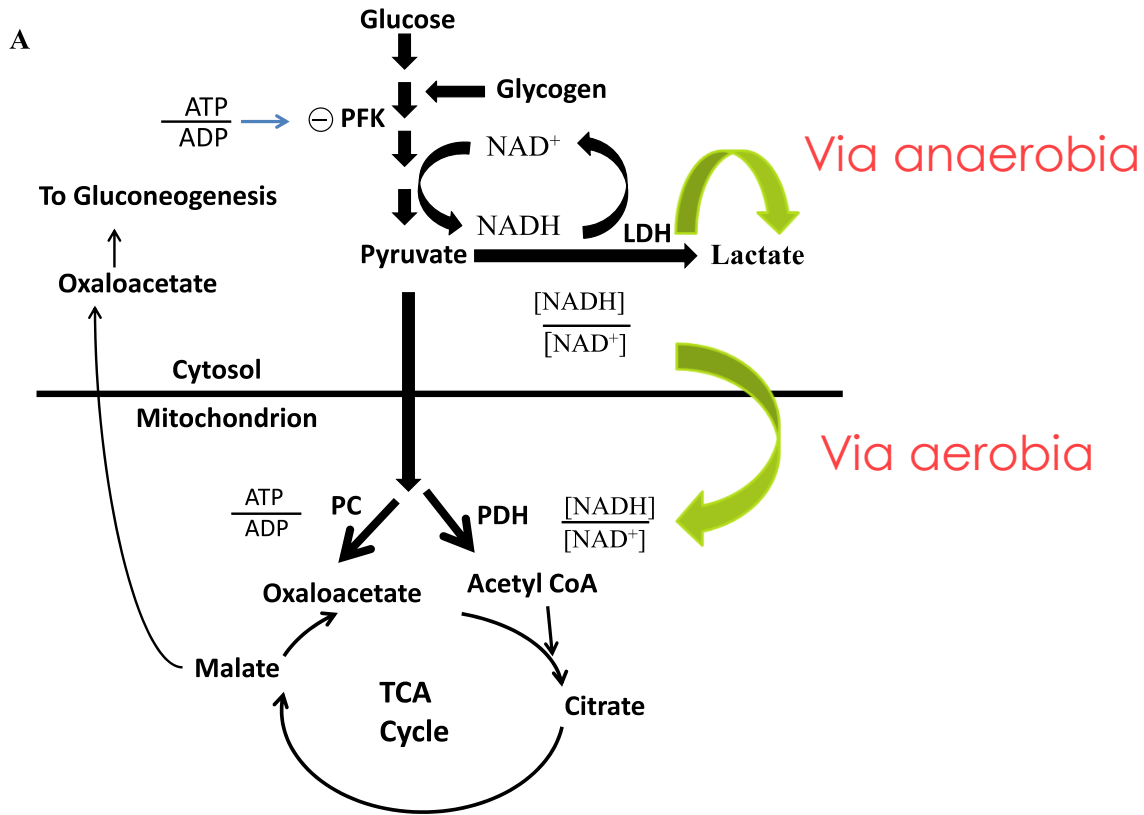 A
Glucose
Glycogen
ATP
ADP
⊖ PFK
NAD⁺
Via anaerobia
To Gluconeogenesis
NADH
LDH
Pyruvate
Lactate
Oxaloacetate
[NADH]
[NAD⁺]
Cytosol
Mitochondrion
Via aerobia
ATP
ADP
PC
PDH
[NADH]
[NAD⁺]
Oxaloacetate
Acetyl CoA
Malate
TCA
Cycle
Citrate